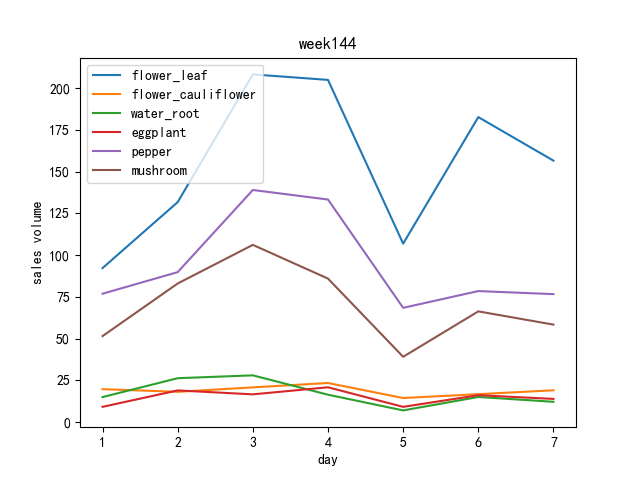 week144
flower_leaf
flower_cauliflower
water_root
eggplant
pepper
mushroom
sales volume
200
175
150
125
100
75
50
25
0
1 2 3 4 5 6 7
day